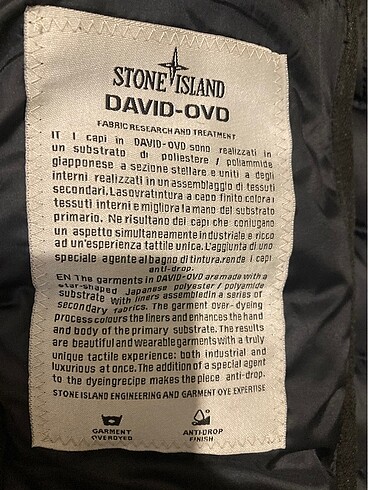 STONE ISLAND
DAVID-OVD
FABRIC RESEARCH AND TREATMENT
IT I capi in DAVID-OVD sono realizzati in
un substrato di poliestere / poliammide
giapponese a sezione stellare e uniti a degli
interni realizzati in un assemblaggio di tessuti
secondari. La sovratintura a capo finito colora i
tessuti interni e migliora la mano del substrato
primario. Ne risultano dei capi che coniugano
un aspetto simultaneamente industriale e ricco
ad un'esperienza tattile unica. L'aggiunta di uno
speciale agente al bagno di tintura rende i capi
anti-drop.
EN The garments in DAVID-OVD are made with a
star-shaped Japanese polyester / polyamide
substrate with liners assembled in a series of
secondary fabrics. The garment over-dyeing
process colours the liners and enhances the hand
and body of the primary substrate. The results
are beautiful and wearable garments with a truly
unique tactile experience: both industrial and
luxurious at once. The addition of a special agent
to the dyeing recipe makes the piece anti-drop.
STONE ISLAND ENGINEERING AND GARMENT DYE EXPERTISE
GARMENT ANTI-DROP
OVERDYED FINISH